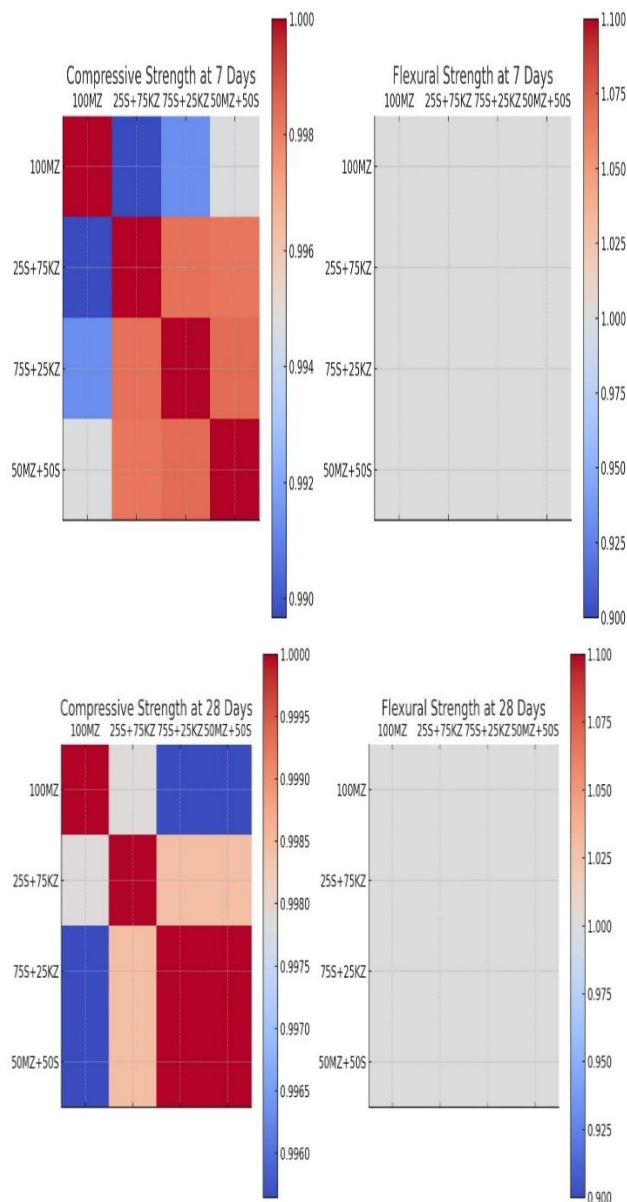 Compressive Strength at 7 Days
100MZ 25S+75KZ 75S+25KZ 50MZ+50S
100MZ
25S+75KZ
75S+25KZ
50MZ+50S
1.000
0.998
0.996
0.994
0.992
0.990
Flexural Strength at 7 Days
100MZ 25S+75KZ 75S+25KZ 50MZ+50S
100MZ
25S+75KZ
75S+25KZ
50MZ+50S
1.100
1.075
1.050
1.025
1.000
0.975
0.950
0.925
0.900
Compressive Strength at 28 Days
100MZ 25S+75KZ 75S+25KZ 50MZ+50S
100MZ
25S+75KZ
75S+25KZ
50MZ+50S
1.0000
0.9995
0.9990
0.9985
0.9980
0.9975
0.9970
0.9965
0.9960
Flexural Strength at 28 Days
100MZ 25S+75KZ 75S+25KZ 50MZ+50S
100MZ
25S+75KZ
75S+25KZ
50MZ+50S
1.100
1.075
1.050
1.025
1.000
0.975
0.950
0.925
0.900